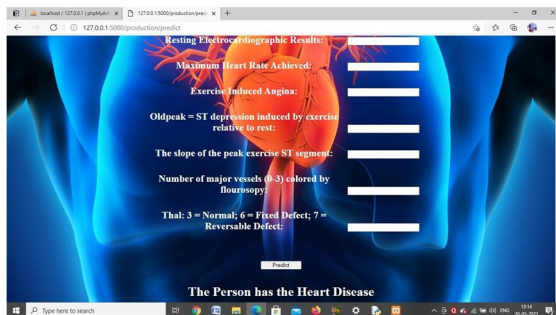 localhost / 127.0.0.1 | phpMyAd
127.0.0.1:5000/production/predi
127.0.0.1:5000/production/predict
Resting Electrocardiographic Results:
Maximum Heart Rate Achieved:
Exercise Induced Angina:
Oldpeak = ST depression induced by exercise
relative to rest:
The slope of the peak exercise ST segment:
Number of major vessels (0-3) colored by
flourosopy:
Thal: 3 = Normal; 6 = Fixed Defect; 7 =
Reversable Defect:
Predict
The Person has the Heart Disease
Type here to search
ENG
13:14